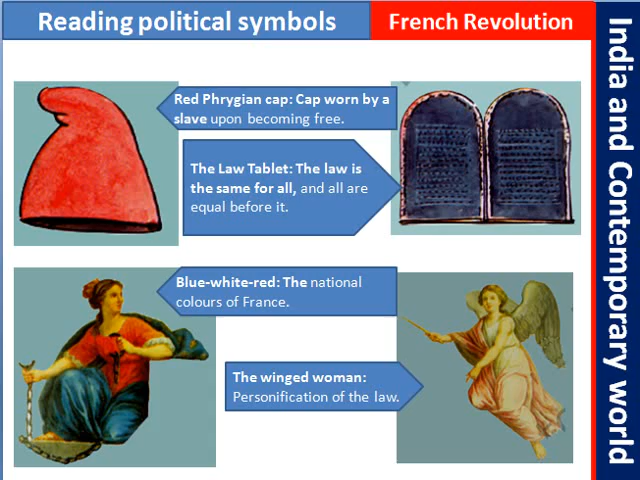 Reading political symbols
French Revolution
Red Phrygian cap: Cap worn by a
slave upon becoming free.
The Law Tablet: The law is
the same for all, and all are
equal before it.
Blue-white-red: The national
colours of France.
The winged woman:
Personification of the law.
India and Contemporary world